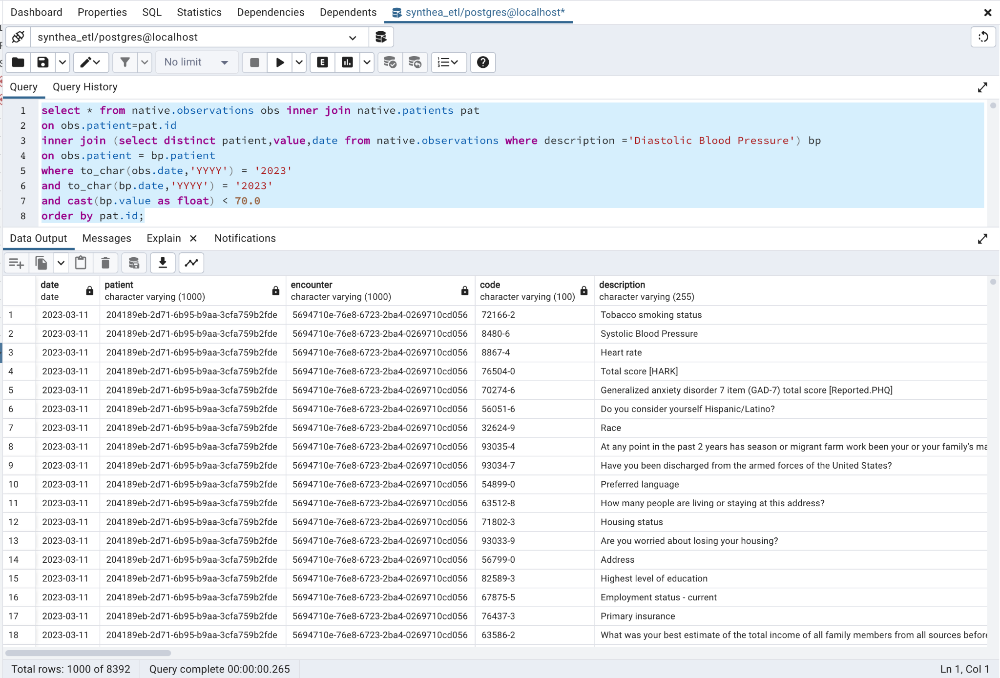 Dashboard Properties SQL Statistics Dependencies Dependents synthea_etl/postgres@localhost*
synthea_etl/postgres@localhost
No limit E
Query Query History
1 select * from native.observations obs inner join native.patients pat
2 on obs.patient=pat.id
3 inner join (select distinct patient,value,date from native.observations where description ='Diastolic Blood Pressure') bp
4 on obs.patient = bp.patient
5 where to_char(obs.date,'YYYY') = '2023'
6 and to_char(bp.date,'YYYY') = '2023'
7 and cast(bp.value as float) < 70.0
8 order by pat.id;
Data Output Messages Explain Notifications
date patient encounter code description
date character varying (1000) character varying (1000) character varying (100) character varying (255)
1 2023-03-11 204189eb-2d71-6b95-b9aa-3cfa759b2fde 5694710e-76e8-6723-2ba4-0269710cd056 72166-2 Tobacco smoking status
2 2023-03-11 204189eb-2d71-6b95-b9aa-3cfa759b2fde 5694710e-76e8-6723-2ba4-0269710cd056 8480-6 Systolic Blood Pressure
3 2023-03-11 204189eb-2d71-6b95-b9aa-3cfa759b2fde 5694710e-76e8-6723-2ba4-0269710cd056 8867-4 Heart rate
4 2023-03-11 204189eb-2d71-6b95-b9aa-3cfa759b2fde 5694710e-76e8-6723-2ba4-0269710cd056 76504-0 Total score [HARK]
5 2023-03-11 204189eb-2d71-6b95-b9aa-3cfa759b2fde 5694710e-76e8-6723-2ba4-0269710cd056 70274-6 Generalized anxiety disorder 7 item (GAD-7) total score [Reported.PHQ]
6 2023-03-11 204189eb-2d71-6b95-b9aa-3cfa759b2fde 5694710e-76e8-6723-2ba4-0269710cd056 56051-6 Do you consider yourself Hispanic/Latino?
7 2023-03-11 204189eb-2d71-6b95-b9aa-3cfa759b2fde 5694710e-76e8-6723-2ba4-0269710cd056 32624-9 Race
8 2023-03-11 204189eb-2d71-6b95-b9aa-3cfa759b2fde 5694710e-76e8-6723-2ba4-0269710cd056 93035-4 At any point in the past 2 years has season or migrant farm work been your or your family's ma
9 2023-03-11 204189eb-2d71-6b95-b9aa-3cfa759b2fde 5694710e-76e8-6723-2ba4-0269710cd056 93034-7 Have you been discharged from the armed forces of the United States?
10 2023-03-11 204189eb-2d71-6b95-b9aa-3cfa759b2fde 5694710e-76e8-6723-2ba4-0269710cd056 54899-0 Preferred language
11 2023-03-11 204189eb-2d71-6b95-b9aa-3cfa759b2fde 5694710e-76e8-6723-2ba4-0269710cd056 63512-8 How many people are living or staying at this address?
12 2023-03-11 204189eb-2d71-6b95-b9aa-3cfa759b2fde 5694710e-76e8-6723-2ba4-0269710cd056 71802-3 Housing status
13 2023-03-11 204189eb-2d71-6b95-b9aa-3cfa759b2fde 5694710e-76e8-6723-2ba4-0269710cd056 93033-9 Are you worried about losing your housing?
14 2023-03-11 204189eb-2d71-6b95-b9aa-3cfa759b2fde 5694710e-76e8-6723-2ba4-0269710cd056 56799-0 Address
15 2023-03-11 204189eb-2d71-6b95-b9aa-3cfa759b2fde 5694710e-76e8-6723-2ba4-0269710cd056 82589-3 Highest level of education
16 2023-03-11 204189eb-2d71-6b95-b9aa-3cfa759b2fde 5694710e-76e8-6723-2ba4-0269710cd056 67875-5 Employment status - current
17 2023-03-11 204189eb-2d71-6b95-b9aa-3cfa759b2fde 5694710e-76e8-6723-2ba4-0269710cd056 76437-3 Primary insurance
18 2023-03-11 204189eb-2d71-6b95-b9aa-3cfa759b2fde 5694710e-76e8-6723-2ba4-0269710cd056 63586-2 What was your best estimate of the total income of all family members from all sources before
Total rows: 1000 of 8392 Query complete 00:00:00.265 Ln 1, Col 1